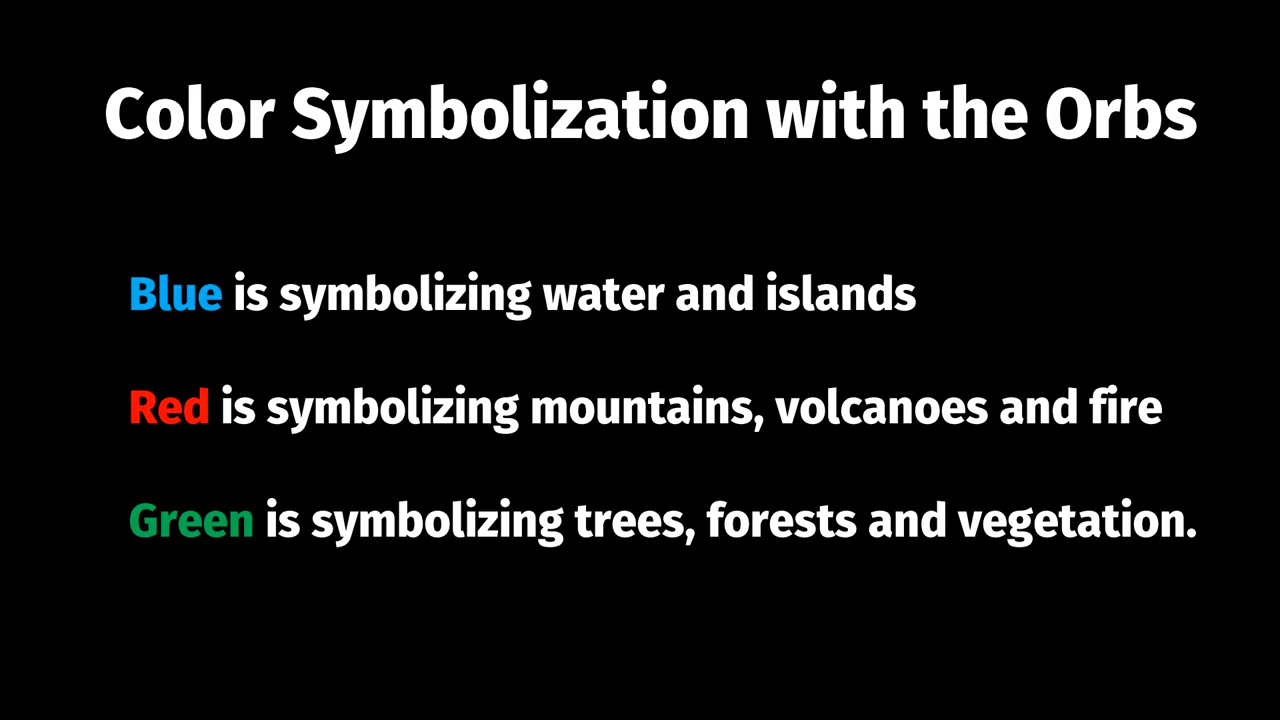 Color Symbolization with the Orbs
Blue is symbolizing water and islands
Red is symbolizing mountains, volcanoes and fire
Green is symbolizing trees, forests and vegetation.